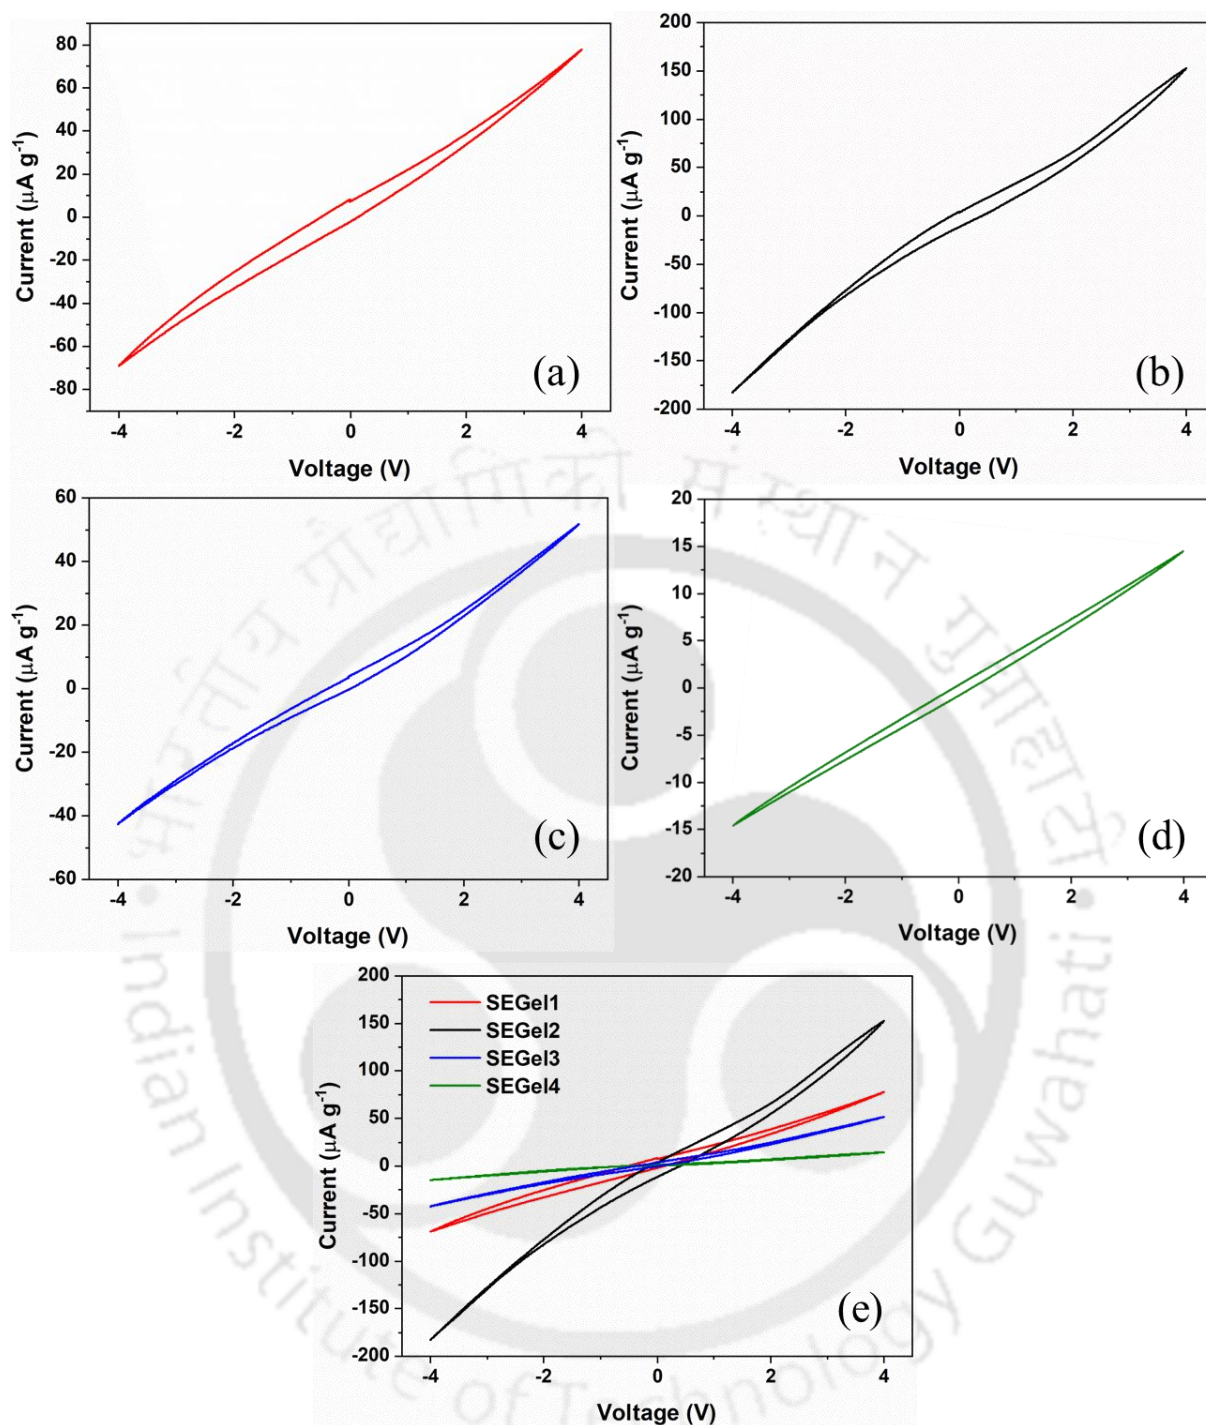 80
60
40
20
0
-20
-40
-60
-80
Current (μA g⁻¹)
-4 -2 0 2 4
Voltage (V)
(a)
200
150
100
50
0
-50
-100
-150
-200
Current (μA g⁻¹)
-4 -2 0 2 4
Voltage (V)
(b)
60
40
20
0
-20
-40
-60
Current (μA g⁻¹)
-4 -2 0 2 4
Voltage (V)
(c)
20
15
10
5
0
-5
-10
-15
-20
Current (μA g⁻¹)
-4 -2 0 2 4
Voltage (V)
(d)
200
150
100
50
0
-50
-100
-150
-200
Current (μA g⁻¹)
SEGel1
SEGel2
SEGel3
SEGel4
-4 -2 0 2 4
Voltage (V)
(e)
Indian Institute of Technology Guwahati